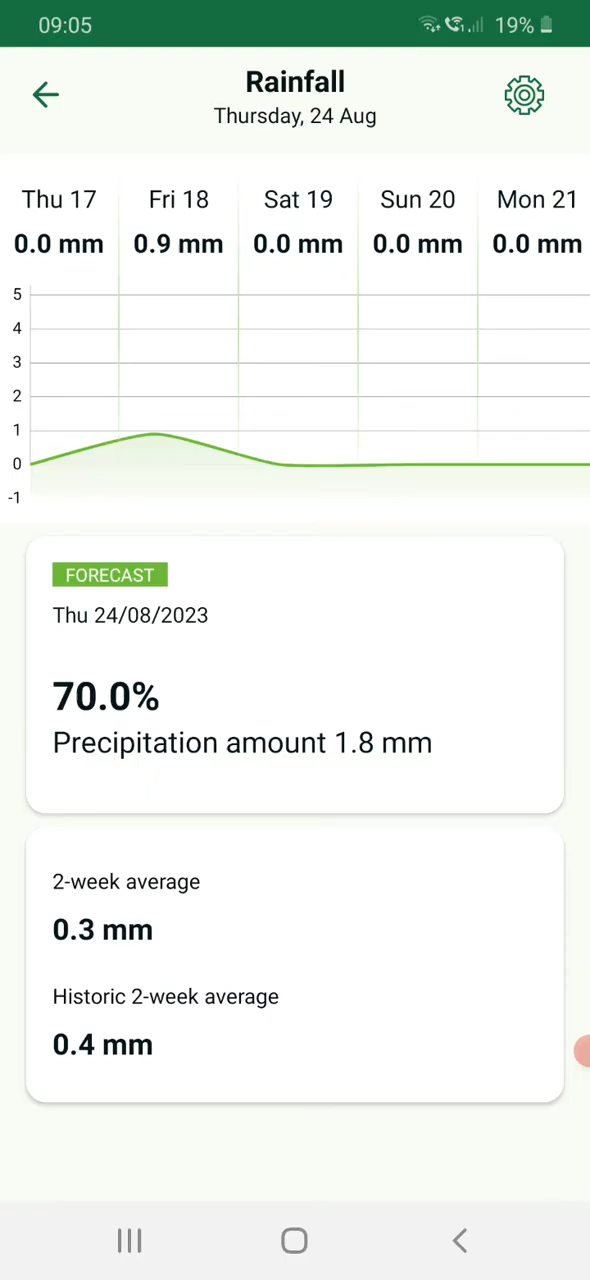 09:05 19%
Rainfall
Thursday, 24 Aug
Thu 17 Fri 18 Sat 19 Sun 20 Mon 21
0.0 mm 0.9 mm 0.0 mm 0.0 mm 0.0 mm
5
4
3
2
1
0
-1
FORECAST
Thu 24/08/2023
70.0%
Precipitation amount 1.8 mm
2-week average
0.3 mm
Historic 2-week average
0.4 mm